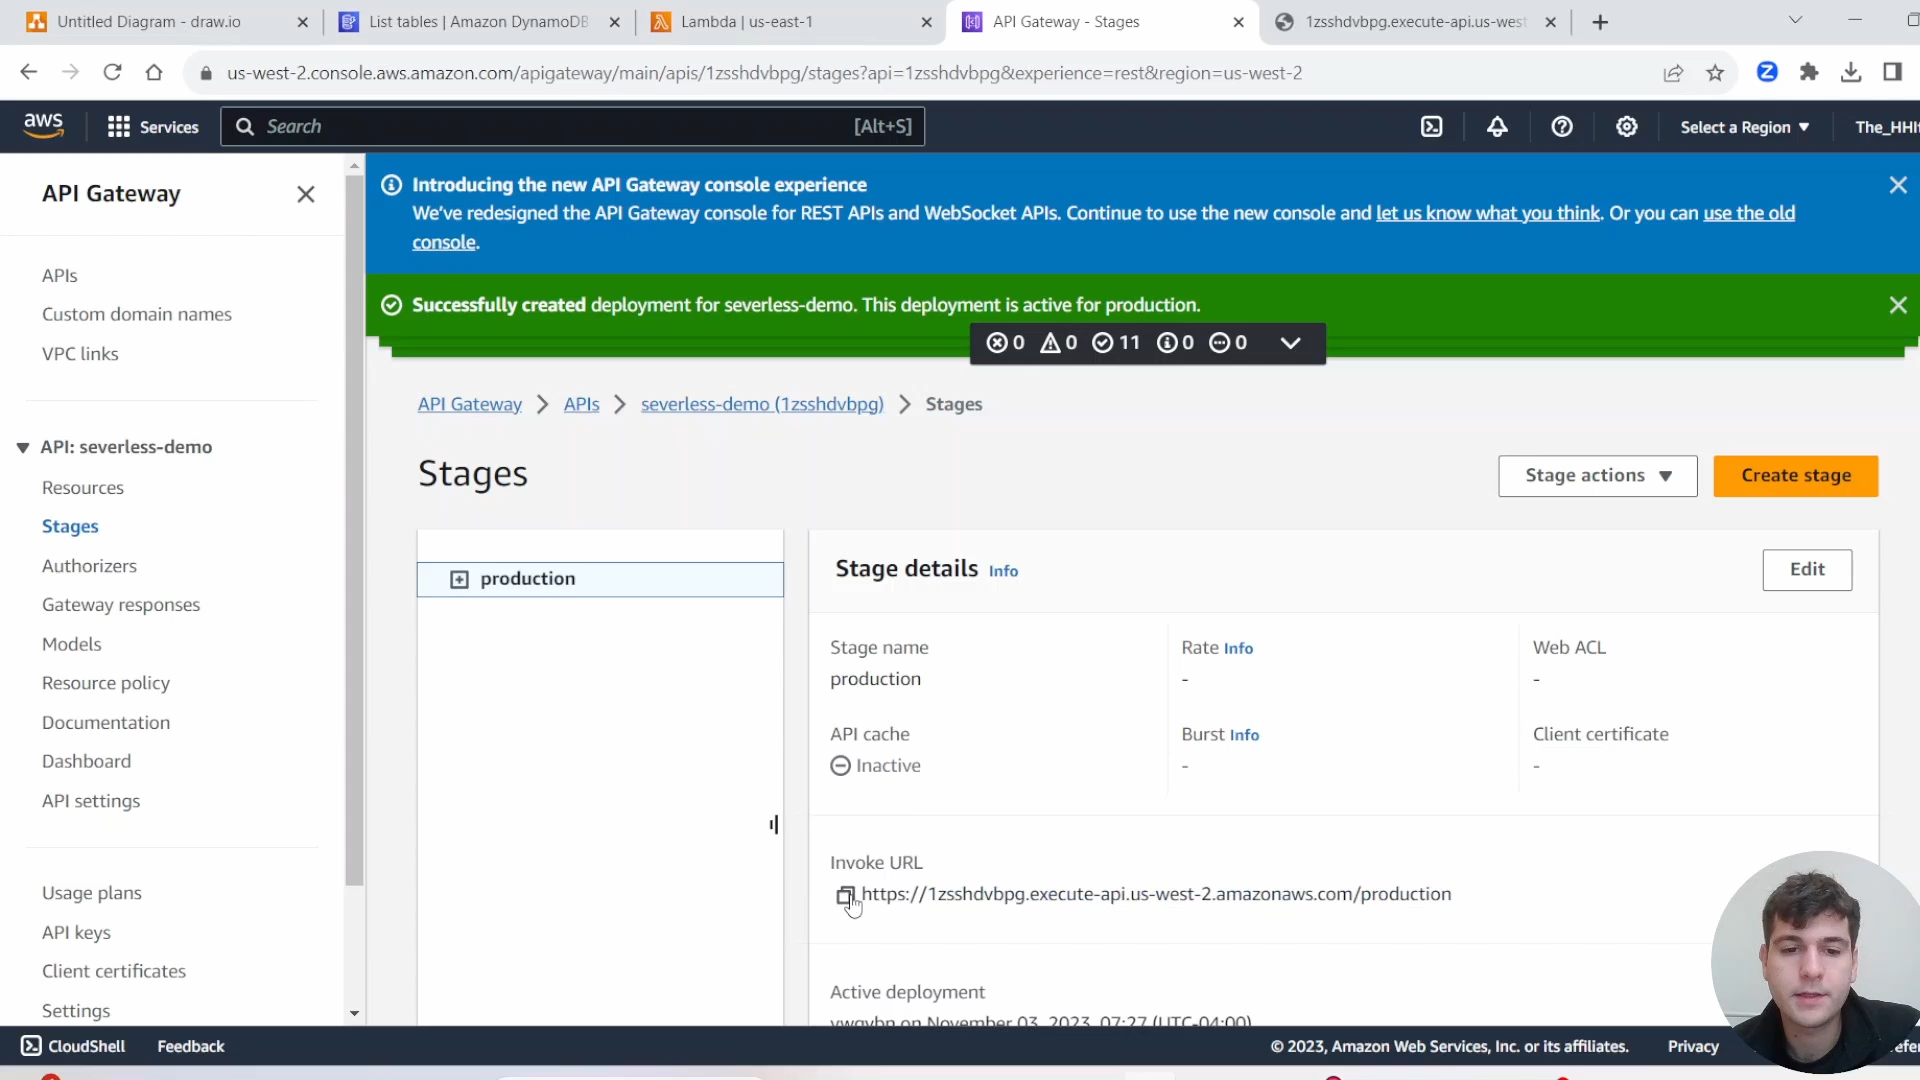 Untitled Diagram - draw.io
List tables | Amazon DynamoDB
Lambda | us-east-1
API Gateway - Stages
1zsshdvbpg.execute-api.us-west
us-west-2.console.aws.amazon.com/apigateway/main/apis/1zsshdvbpg/stages?api=1zsshdvbpg&experience=rest&region=us-west-2
aws
Services
Search
[Alt+S]
Select a Region
The_HHI
API Gateway
Introducing the new API Gateway console experience
We've redesigned the API Gateway console for REST APIs and WebSocket APIs. Continue to use the new console and let us know what you think. Or you can use the old
console.
Successfully created deployment for severless-demo. This deployment is active for production.
0 0 11 0 0
APIs
Custom domain names
VPC links
API: severless-demo
Resources
Stages
Authorizers
Gateway responses
Models
Resource policy
Documentation
Dashboard
API settings
Usage plans
API keys
Client certificates
Settings
API Gateway > APIs > severless-demo (1zsshdvbpg) > Stages
Stages
Stage actions
Create stage
production
Stage details Info
Edit
Stage name
production
Rate Info
-
Web ACL
-
API cache
Inactive
Burst Info
-
Client certificate
-
Invoke URL
https://1zsshdvbpg.execute-api.us-west-2.amazonaws.com/production
Active deployment
on November 03, 2023, 07:27 (UTC-04:00)
CloudShell
Feedback
© 2023, Amazon Web Services, Inc. or its affiliates.
Privacy